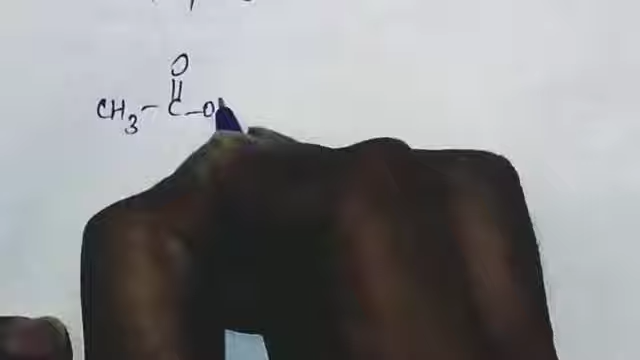 O
||
CH₃ – C – O